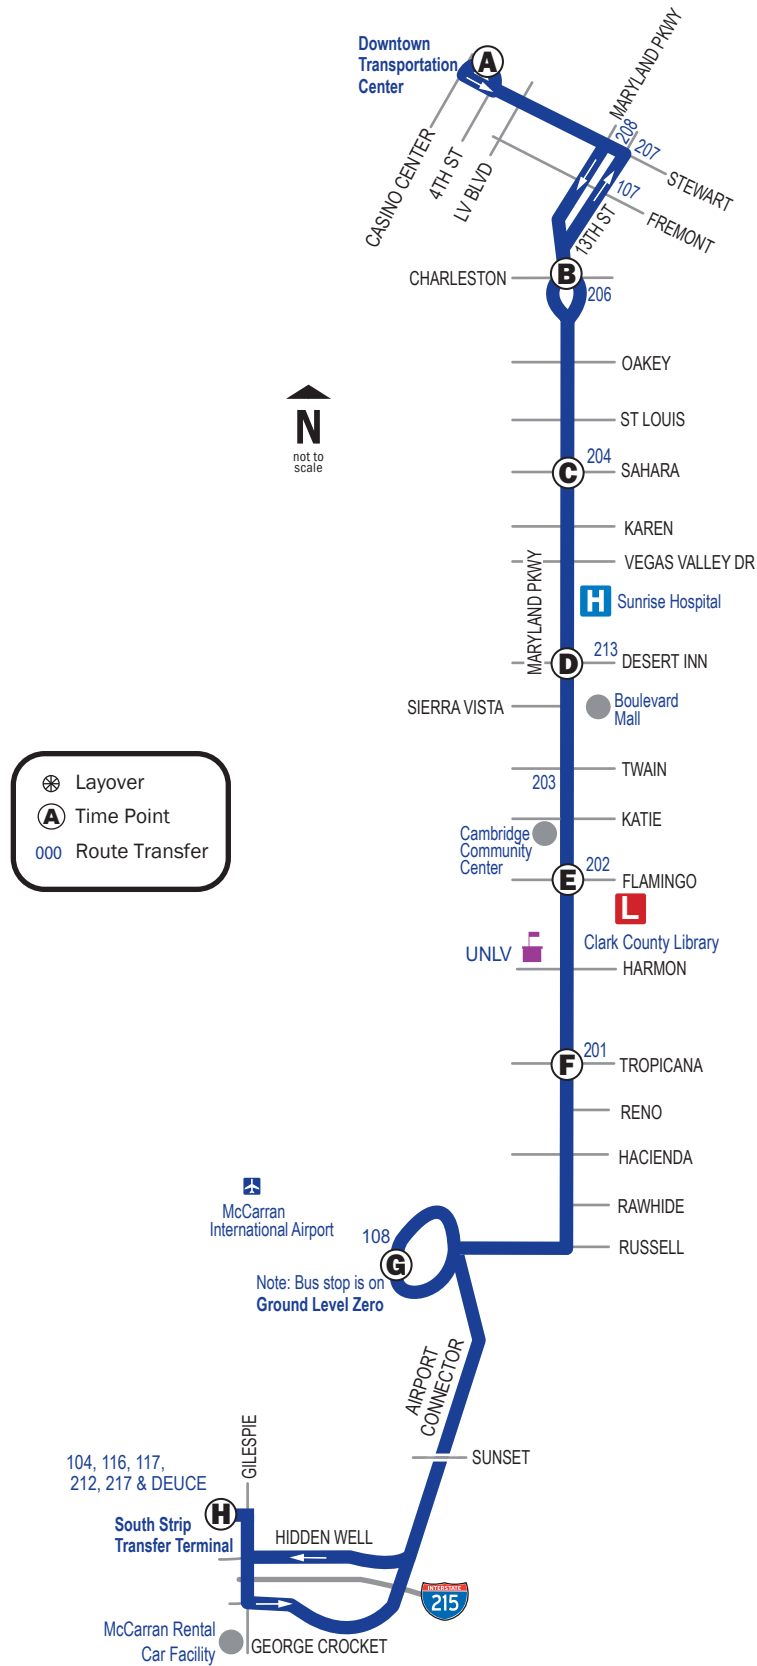 MARYLAND PKWY
Downtown
Transportation
Center
A
208
207
STEWART
107
FREMONT
13TH ST
CASINO CENTER
4TH ST
LV BLVD
CHARLESTON
B
206
OAKEY
N
not to
scale
ST LOUIS
204
C
SAHARA
KAREN
VEGAS VALLEY DR
MARYLAND PKWY
H
Sunrise Hospital
213
D
DESERT INN
SIERRA VISTA
Boulevard
Mall
TWAIN
203
Layover
A Time Point
000 Route Transfer
KATIE
Cambridge
Community
Center
202
E
FLAMINGO
L
Clark County Library
UNLV
HARMON
201
F
TROPICANA
RENO
HACIENDA
McCarran
International Airport
RAWHIDE
108
RUSSELL
G
Note: Bus stop is on
Ground Level Zero
AIRPORT
CONNECTOR
GILESPIE
SUNSET
104, 116, 117,
212, 217 & DEUCE
H
South Strip
Transfer Terminal
HIDDEN WELL
INTERSTATE
215
McCarran Rental
Car Facility
GEORGE CROCKET